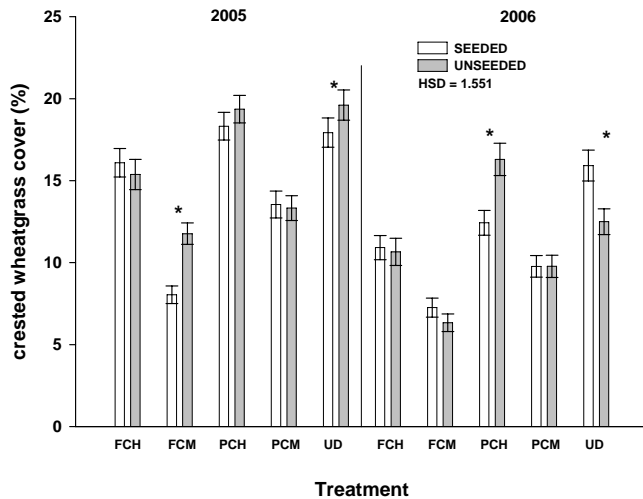 2005 2006
25
20
15
10
5
0
crested wheatgrass cover (%)
SEEDED
UNSEEDED
HSD = 1.551
* * * *
FCH FCM PCH PCM UD FCH FCM PCH PCM UD
Treatment